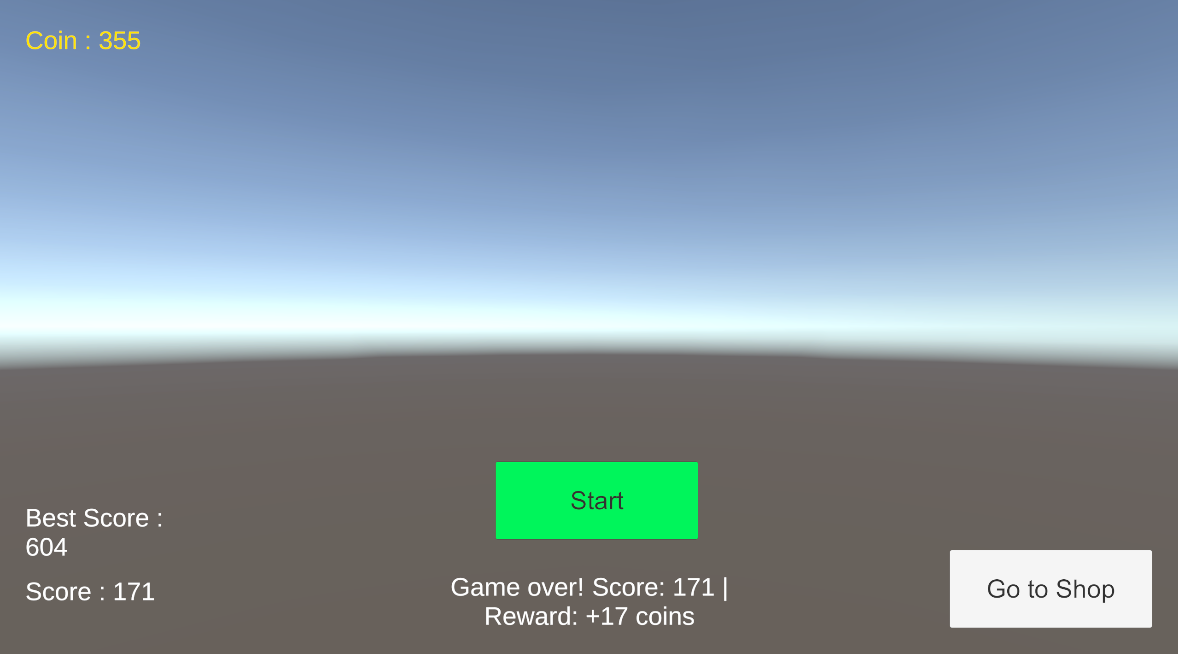 Coin : 355
Start
Best Score :
604
Score : 171
Game over! Score: 171 |
Reward: +17 coins
Go to Shop